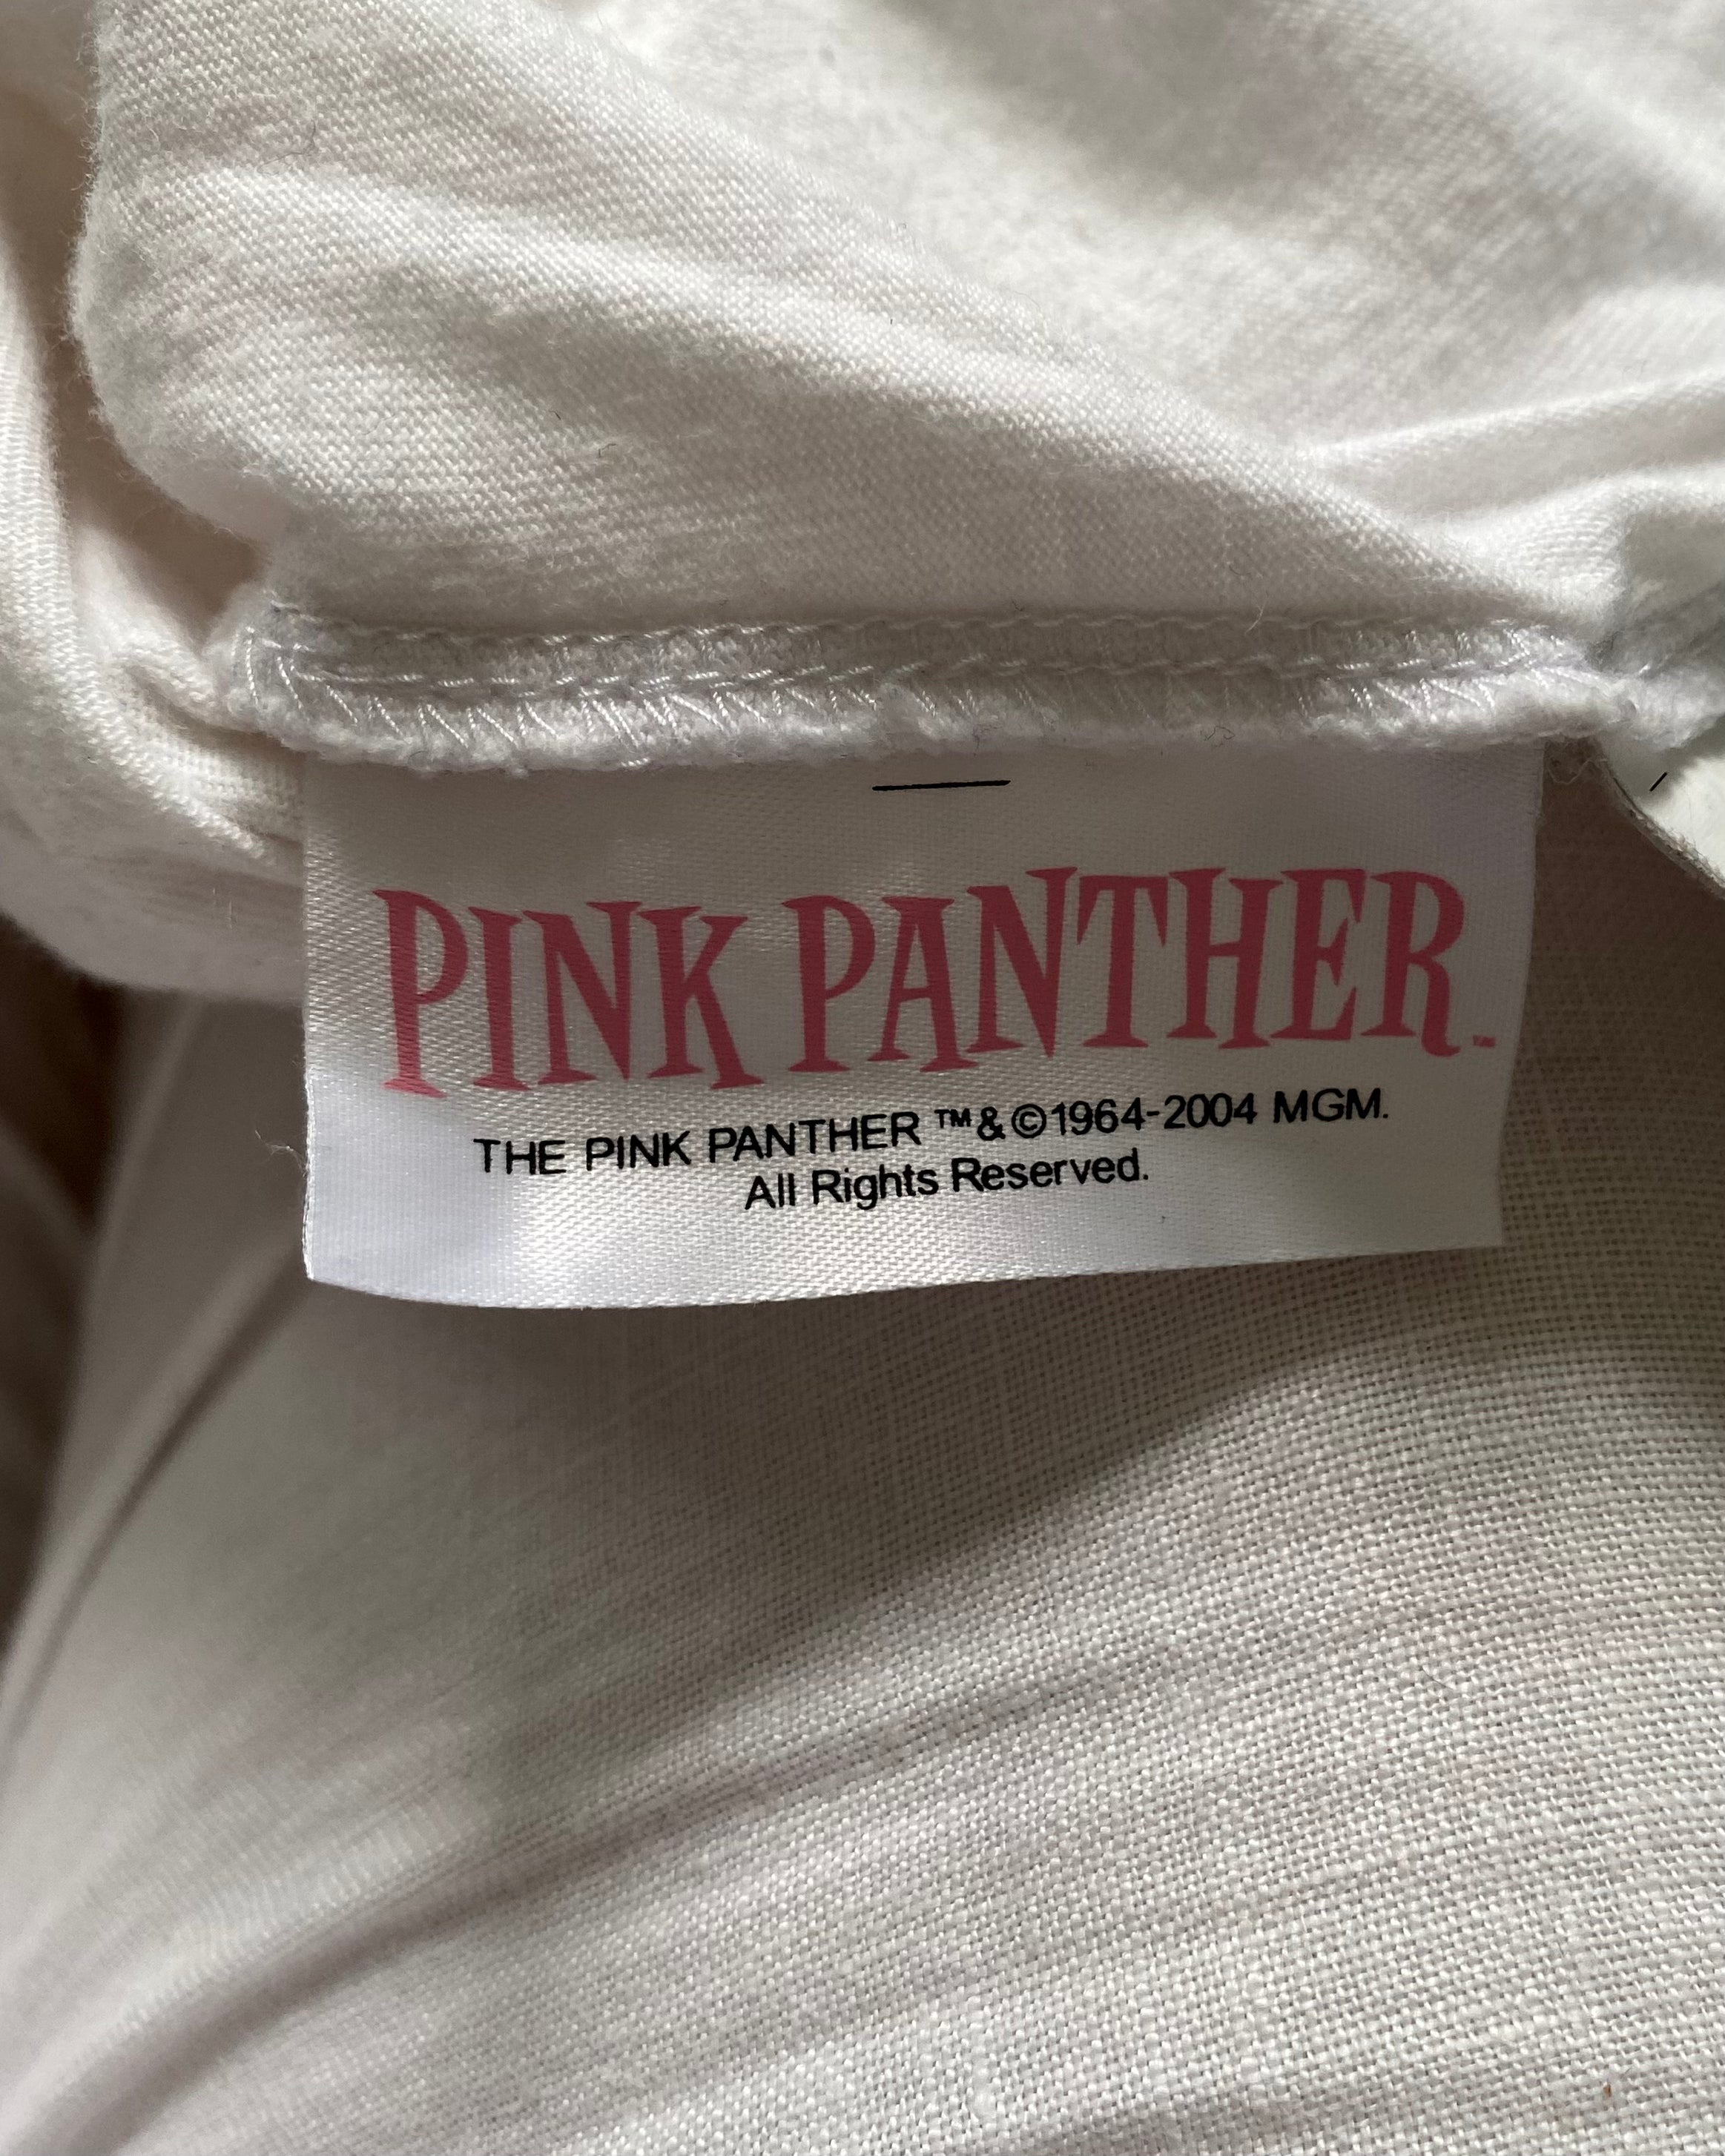 PINK PANTHER™
THE PINK PANTHER ™&©1964-2004 MGM.
All Rights Reserved.